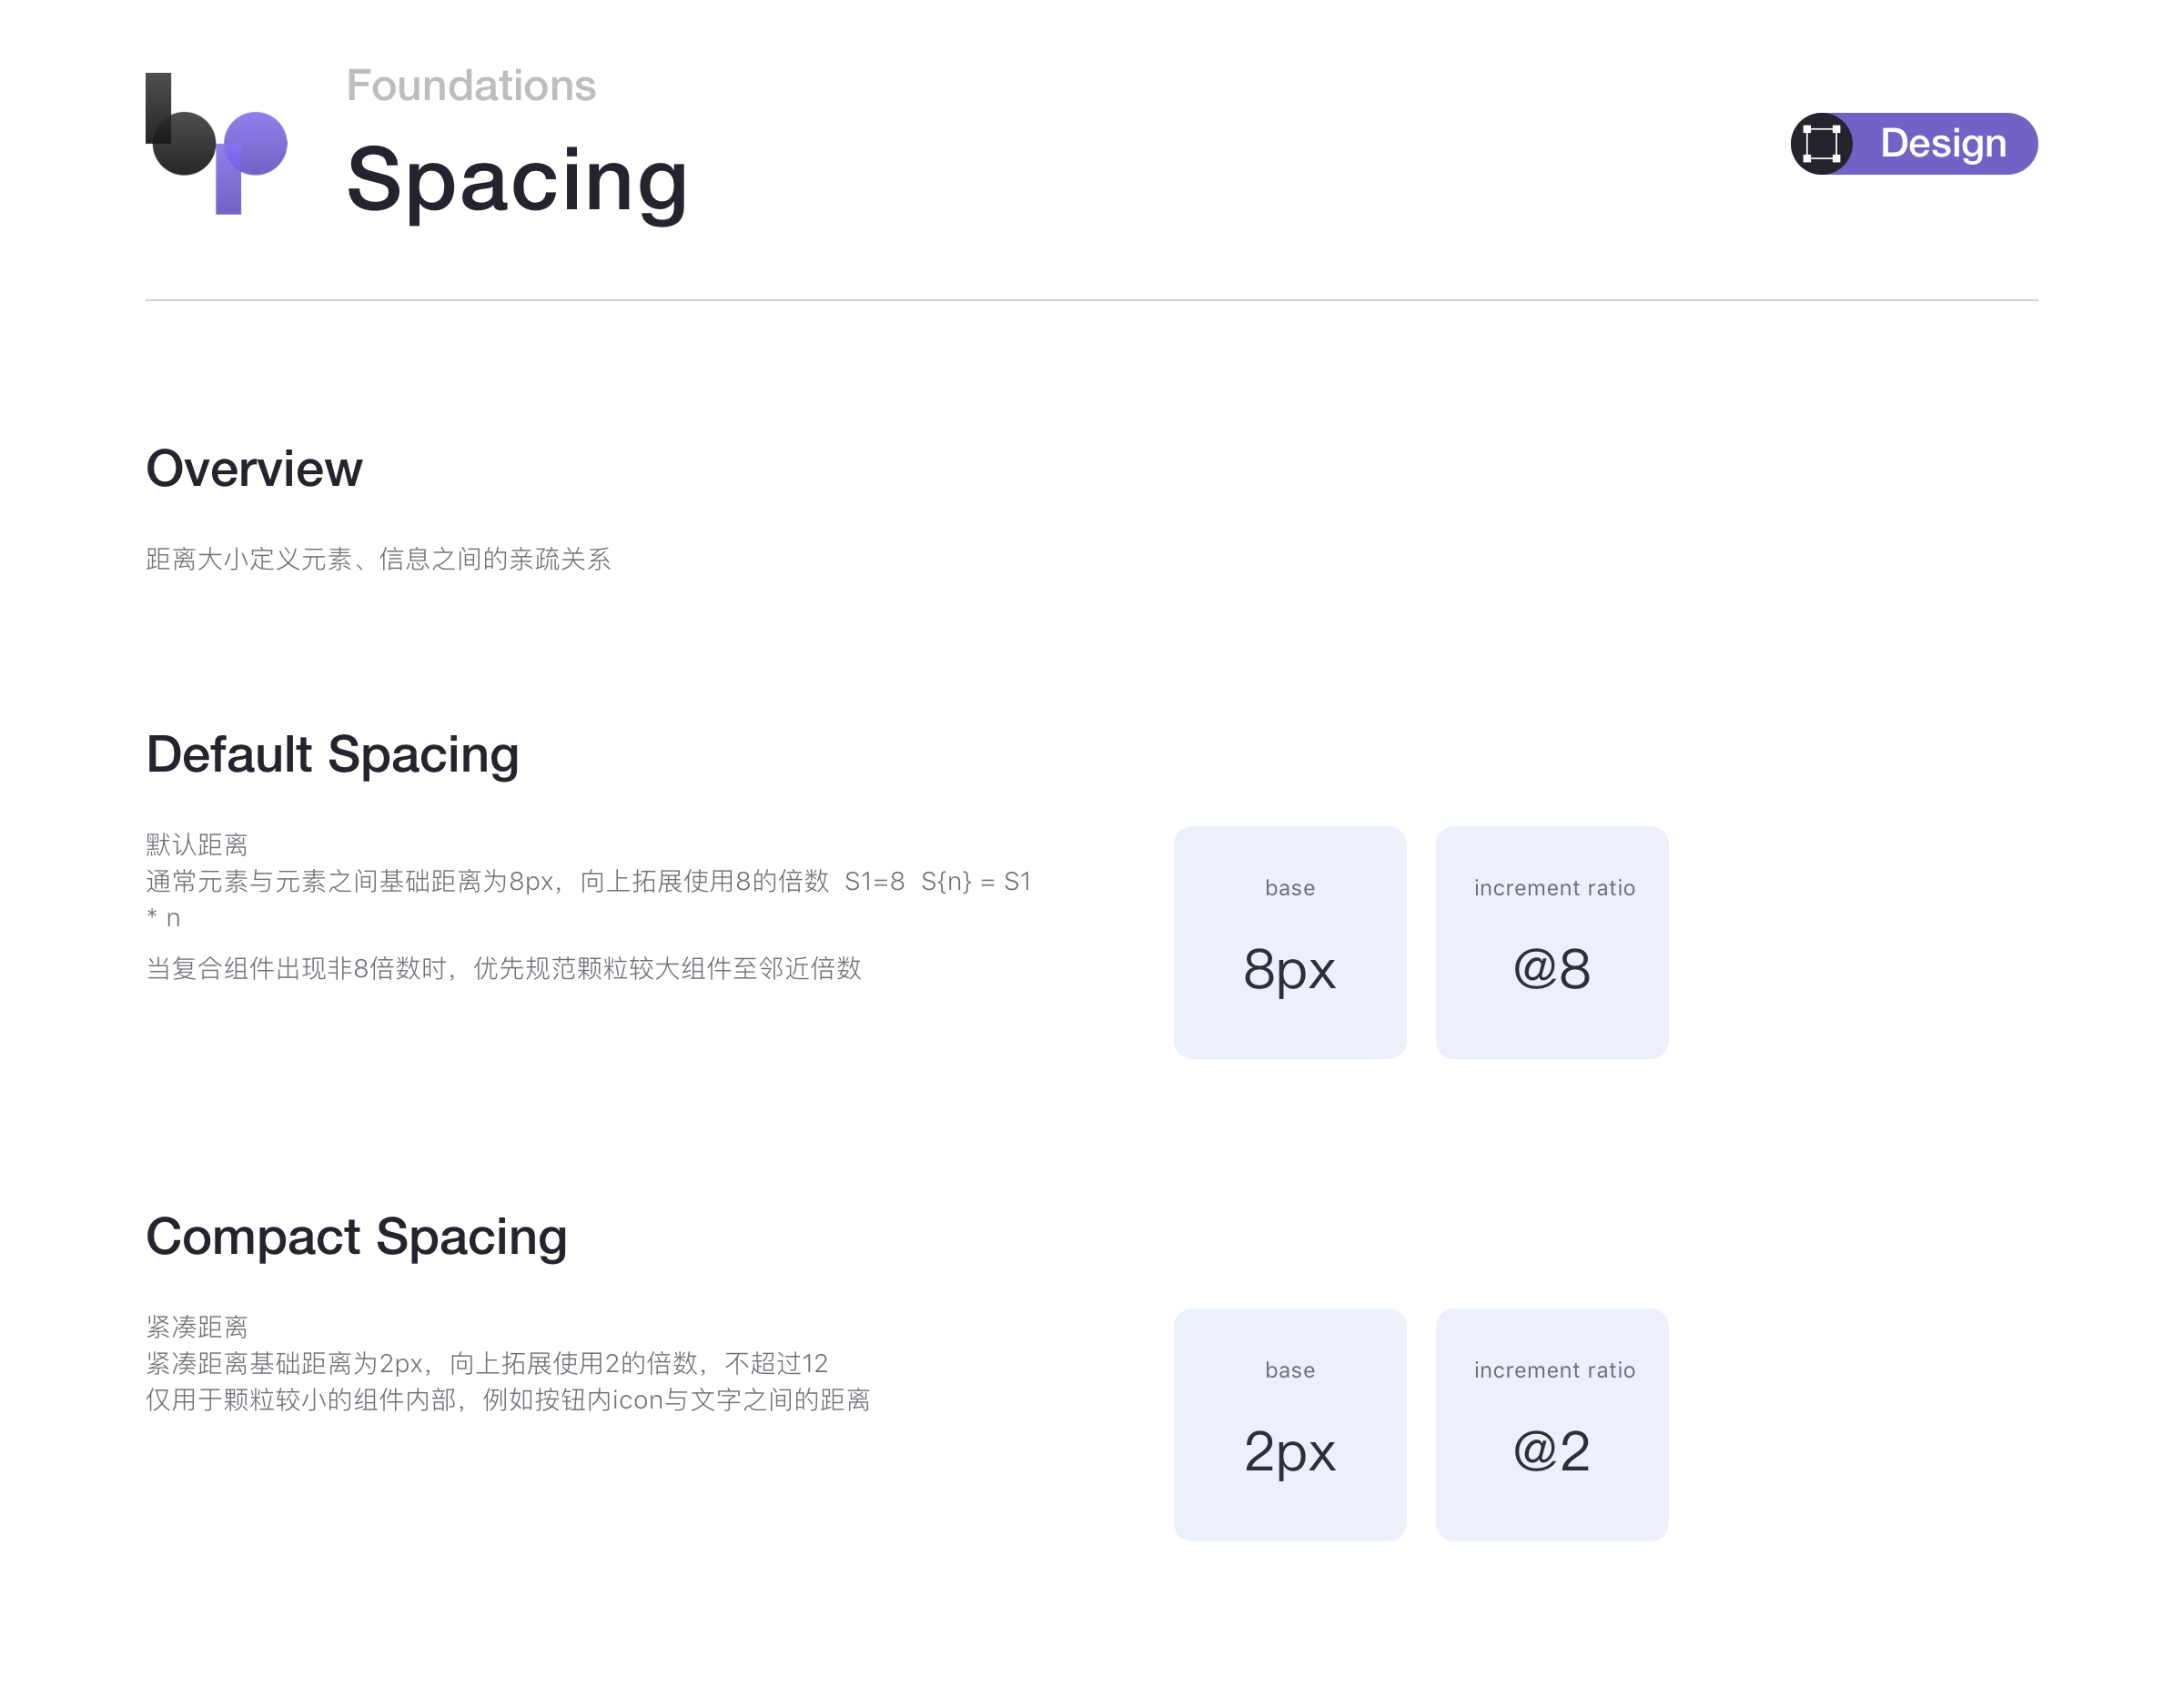 Foundations
Spacing
Design
Overview
距离大小定义元素、信息之间的亲疏关系
Default Spacing
默认距离
通常元素与元素之间基础距离为8px，向上拓展使用8的倍数  S1=8  S{n} = S1
* n
当复合组件出现非8倍数时，优先规范颗粒较大组件至邻近倍数
base
8px
increment ratio
@8
Compact Spacing
紧凑距离
紧凑距离基础距离为2px，向上拓展使用2的倍数，不超过12
仅用于颗粒较小的组件内部，例如按钮内icon与文字之间的距离
base
2px
increment ratio
@2